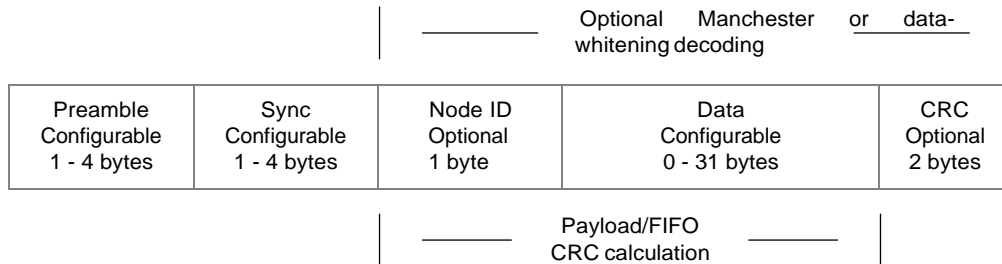 Optional Manchester or data-
whitening decoding
Preamble
Configurable
1 - 4 bytes
Sync
Configurable
1 - 4 bytes
Node ID
Optional
1 byte
Data
Configurable
0 - 31 bytes
CRC
Optional
2 bytes
Payload/FIFO
CRC calculation